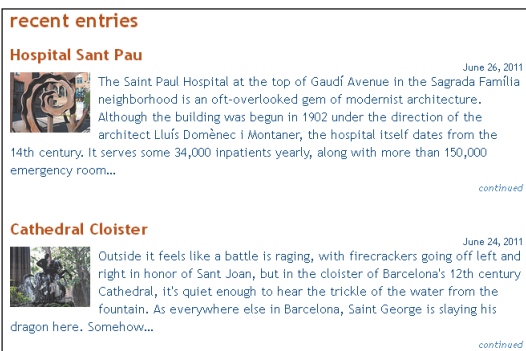 recent entries
Hospital Sant Pau
June 26, 2011
The Saint Paul Hospital at the top of Gaudí Avenue in the Sagrada Família
neighborhood is an oft-overlooked gem of modernist architecture.
Although the building was begun in 1902 under the direction of the
architect Lluís Domènec i Montaner, the hospital itself dates from the
14th century. It serves some 34,000 inpatients yearly, along with more than 150,000
emergency room...
continued
Cathedral Cloister
June 24, 2011
Outside it feels like a battle is raging, with firecrackers going off left and
right in honor of Sant Joan, but in the cloister of Barcelona's 12th century
Cathedral, it's quiet enough to hear the trickle of the water from the
fountain. As everywhere else in Barcelona, Saint George is slaying his
dragon here. Somehow...
continued